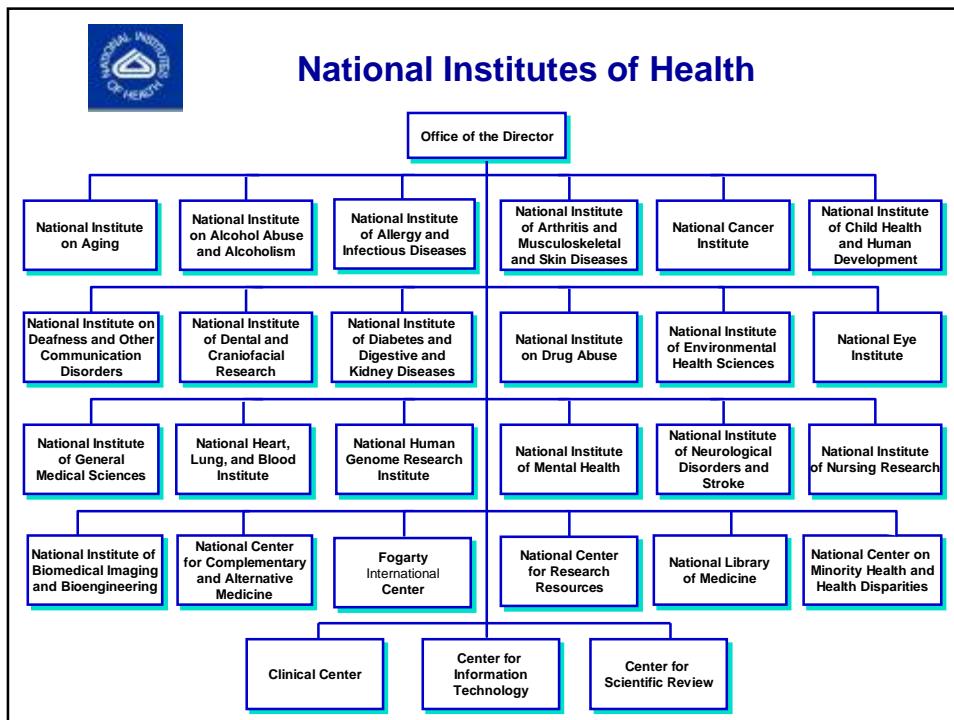 NATIONAL INSTITUTES
OF HEALTH
National Institutes of Health
Office of the Director
National Institute
on Aging
National Institute
on Alcohol Abuse
and Alcoholism
National Institute
of Allergy and
Infectious Diseases
National Institute
of Arthritis and
Musculoskeletal
and Skin Diseases
National Cancer
Institute
National Institute
of Child Health
and Human
Development
National Institute on
Deafness and Other
Communication
Disorders
National Institute
of Dental and
Craniofacial
Research
National Institute
of Diabetes and
Digestive and
Kidney Diseases
National Institute
on Drug Abuse
National Institute
of Environmental
Health Sciences
National Eye
Institute
National Institute
of General
Medical Sciences
National Heart,
Lung, and Blood
Institute
National Human
Genome Research
Institute
National Institute
of Mental Health
National Institute
of Neurological
Disorders and
Stroke
National Institute
of Nursing Research
National Institute of
Biomedical Imaging
and Bioengineering
National Center
for Complementary
and Alternative
Medicine
Fogarty
International
Center
National Center
for Research
Resources
National Library
of Medicine
National Center on
Minority Health and
Health Disparities
Clinical Center
Center for
Information
Technology
Center for
Scientific Review